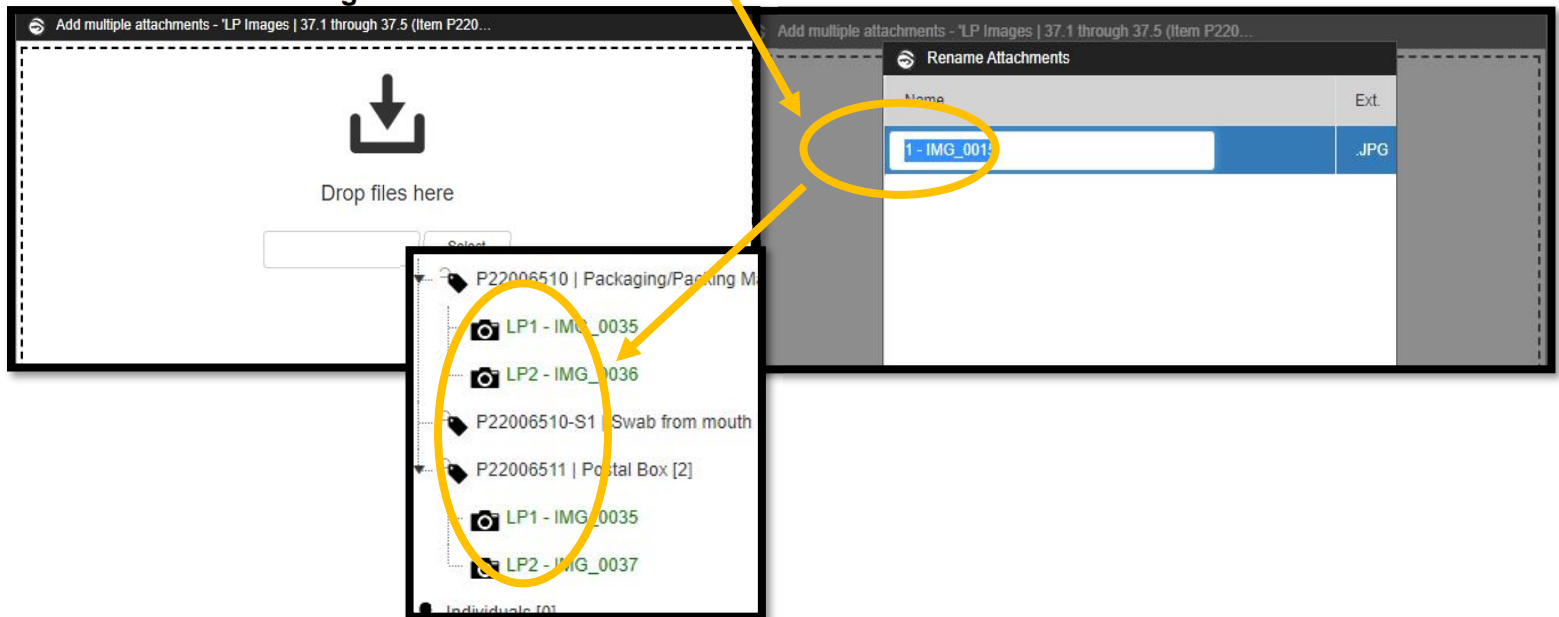 Add multiple attachments - 'LP Images | 37.1 through 37.5 (Item P220...
Drop files here
Select
Add multiple attachments - 'LP Images | 37.1 through 37.5 (Item P220...
Rename Attachments
Name
Ext.
1 - IMG_0015
.JPG
P22006510 | Packaging/Packing Ma
LP1 - IMG_0035
LP2 - IMG_0036
P22006510-S1 | Swab from mouth
P22006511 | Postal Box [2]
LP1 - IMG_0035
LP2 - IMG_0037
Individuals [0]